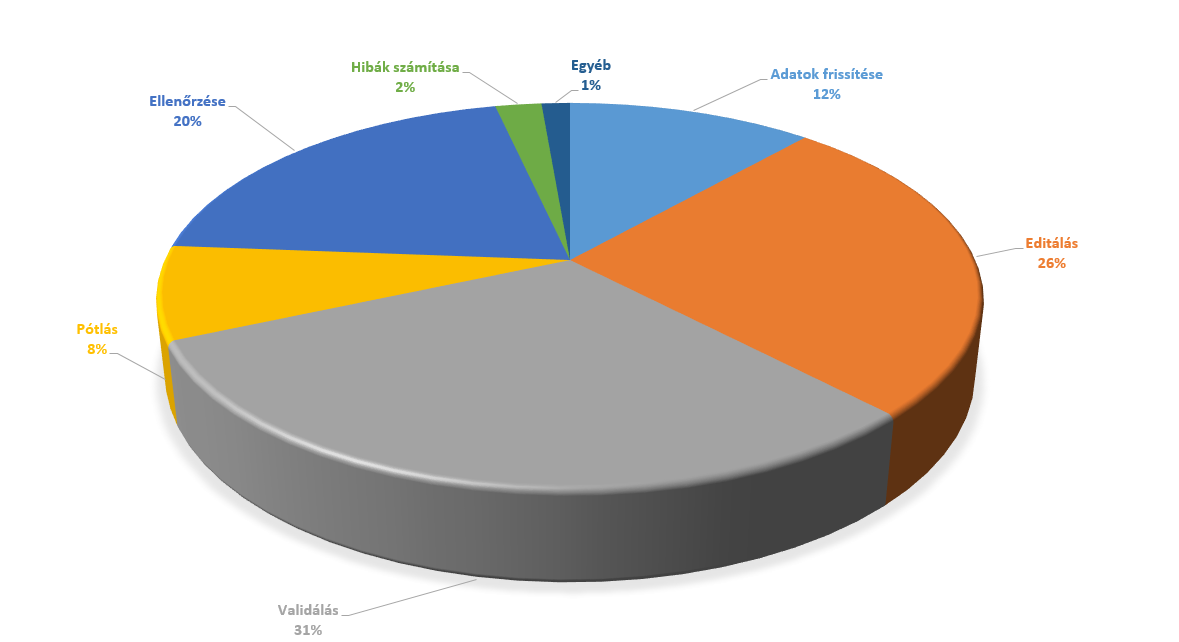 Egyéb
1%
Adatok frissítése
12%
Editálás
26%
Validálás
31%
Pótlás
8%
Ellenőrzése
20%
Hibák számítása
2%